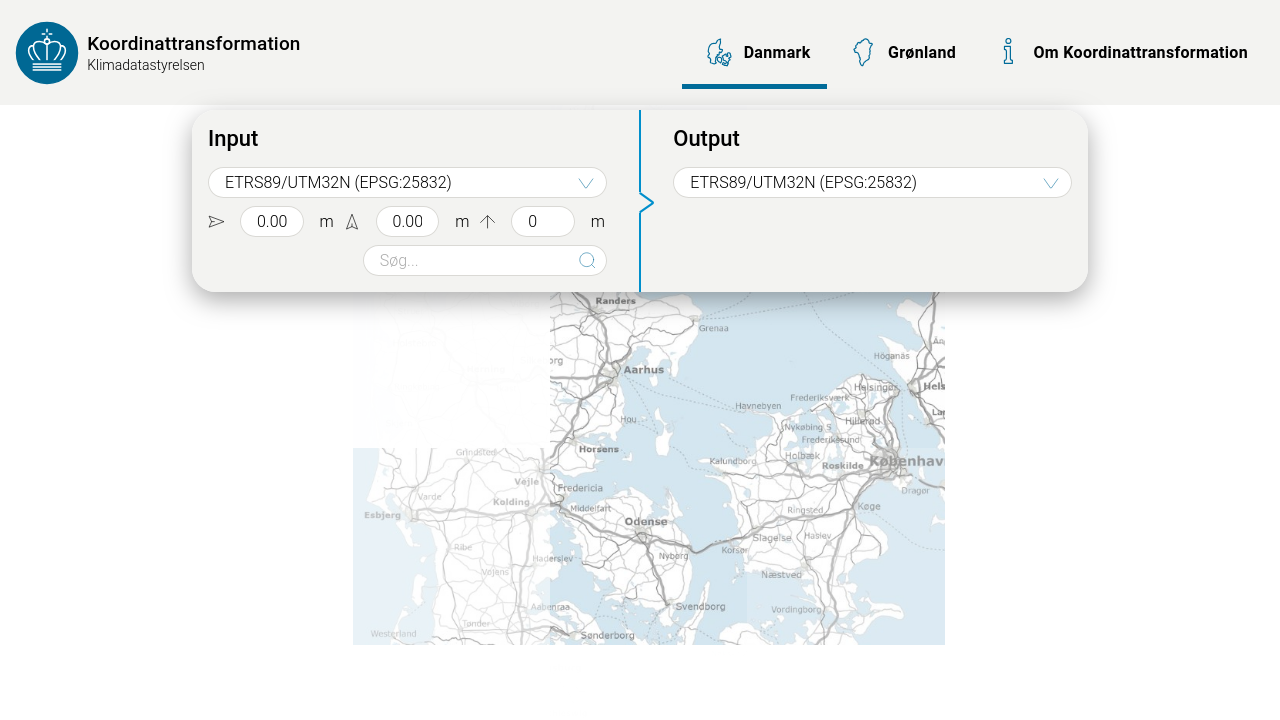 Koordinattransformation
Klimadatastyrelsen
Danmark
Grønland
Om Koordinattransformation
Input
Output
ETRS89/UTM32N (EPSG:25832)
ETRS89/UTM32N (EPSG:25832)
0.00 m 0.00 m 0 m
Søg...
Randers
Grenaa
Höganäs
Aarhus
Helsingør
Havnebyen
Frederiksværk
Hou
Nykøbing S
Hillerød
Frederikssund
Horsens
Grindsted
Holbæk
Kalundborg
Roskilde
Københav
Vejle
Fredericia
Drager
Varde
Kolding
Middelfart
Ringsted
Køge
Esbjerg
Odense
Slagelse
Haslev
Ribe
Nyborg
Korsør
Haderslev
Vojens
Næstved
Aabenraa
Svendborg
Vordingborg
Tønder
Westerland
Sønderborg